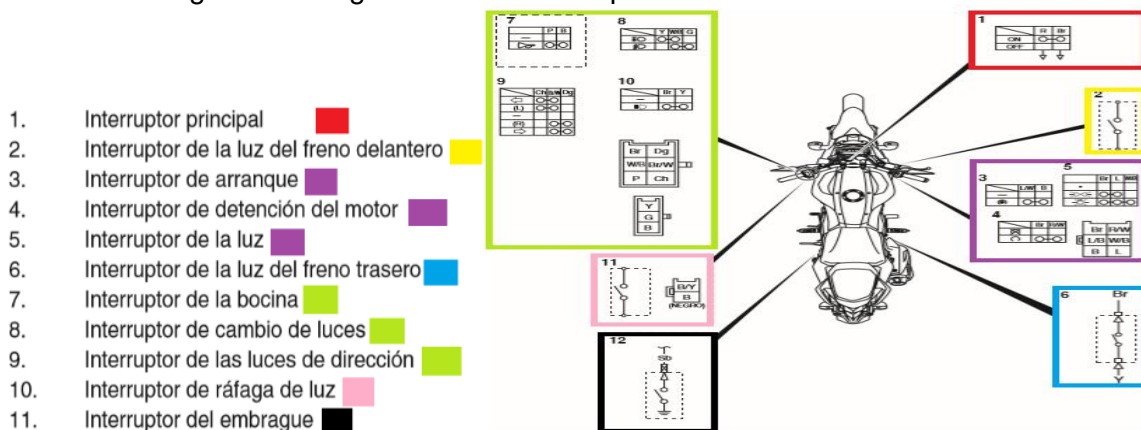 1. Interruptor principal
2. Interruptor de la luz del freno delantero
3. Interruptor de arranque
4. Interruptor de detención del motor
5. Interruptor de la luz
6. Interruptor de la luz del freno trasero
7. Interruptor de la bocina
8. Interruptor de cambio de luces
9. Interruptor de las luces de dirección
10. Interruptor de ráfaga de luz
11. Interruptor del embrague
7
P B
8
Y W/B G
9
Ch Br/W Dg
(L)
(R)
10
Br Y
Br Dg
W/B Br/W
P Ch
Y
G
B
11
B/Y
B
(NEGRO)
12
Sb
1
R Br
ON
OFF
2
3
L/W B
4
Br R/W
5
Br L W/B
Br R/W
L/B W/B
B L
6
Br
Y